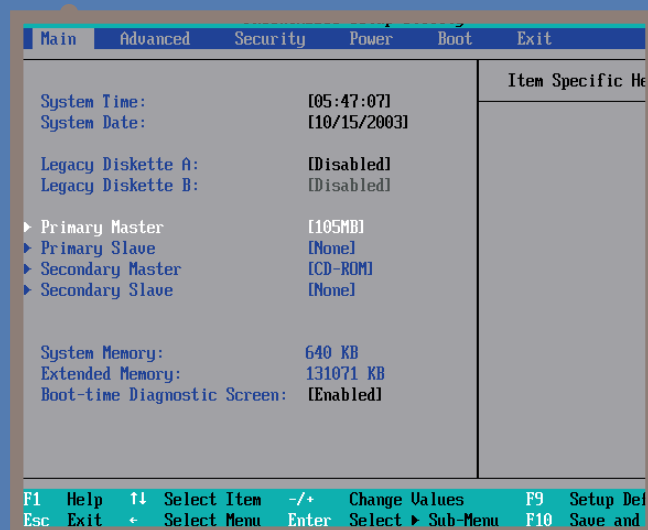 Main Advanced Security Power Boot Exit
Item Specific He
System Time: [05:47:07]
System Date: [10/15/2003]
Legacy Diskette A: [Disabled]
Legacy Diskette B: [Disabled]
Primary Master [105MB]
Primary Slave [None]
Secondary Master [CD-ROM]
Secondary Slave [None]
System Memory: 640 KB
Extended Memory: 131071 KB
Boot-time Diagnostic Screen: [Enabled]
F1 Help ↑↓ Select Item -/+ Change Values F9 Setup Def
Esc Exit ← Select Menu Enter Select ▶ Sub-Menu F10 Save and